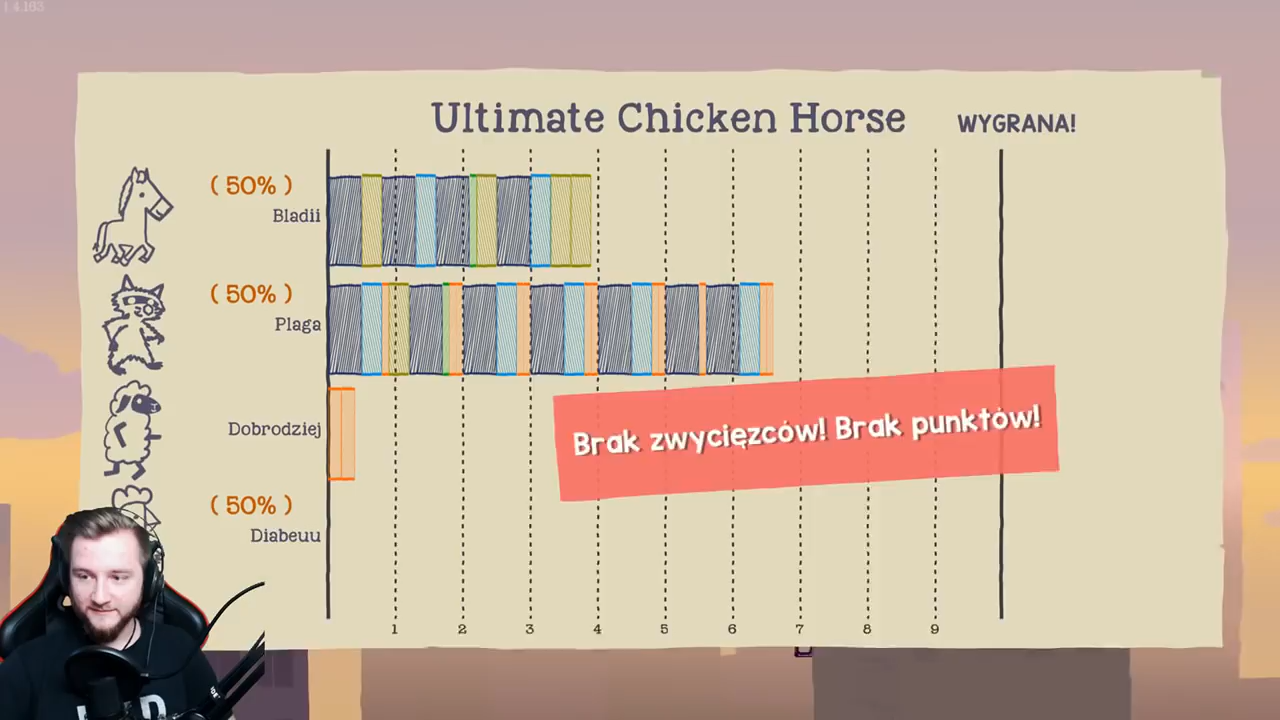 1.4.163
Ultimate Chicken Horse
WYGRANA!
( 50% )
Bladii
( 50% )
Plaga
Dobrodziej
Brak zwycięzców! Brak punktów!
( 50% )
Diabeuu
1 2 3 4 5 6 7 8 9